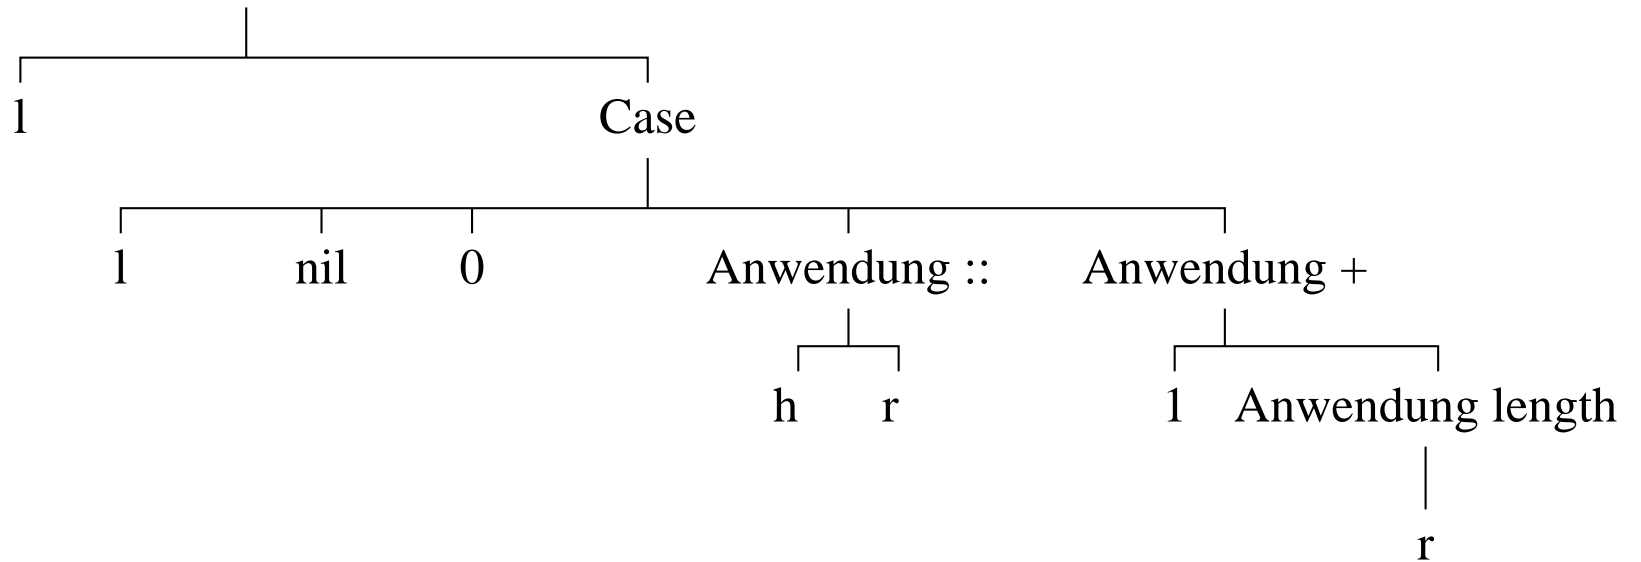 l Case
l nil 0 Anwendung :: Anwendung +
h r 1 Anwendung length
r